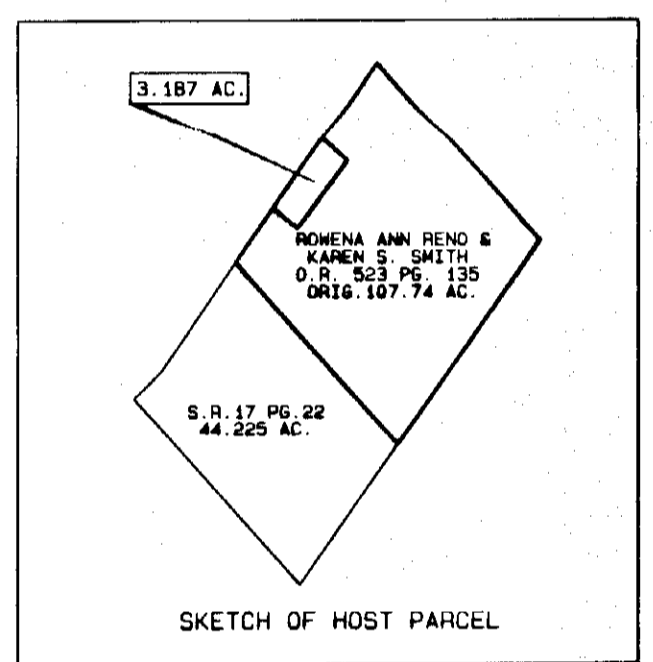 3.187 AC.
ROWENA ANN RENO &
KAREN S. SMITH
O.R. 523 PG. 135
ORIG.107.74 AC.
S.R.17 PG.22
44.225 AC.
SKETCH OF HOST PARCEL